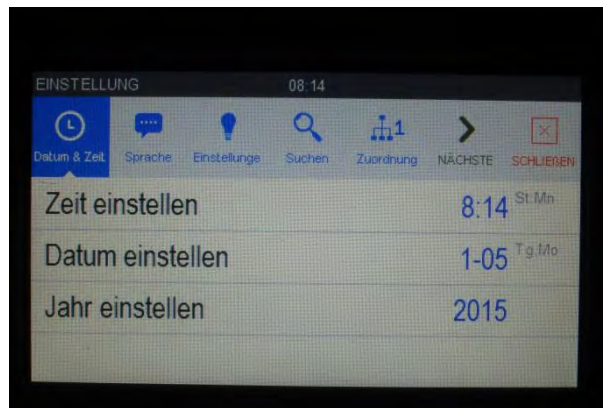 EINSTELLUNG 08:14
1
Datum & Zeit Sprache Einstellunge Suchen Zuordnung NÄCHSTE SCHLIEßEN
Zeit einstellen 8:14 St:Mn
Datum einstellen 1-05 Tg.Mo
Jahr einstellen 2015